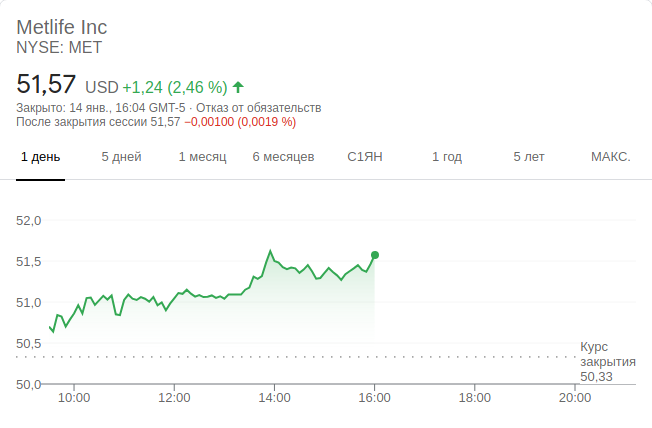 Metlife Inc
NYSE: MET
51,57 USD +1,24 (2,46 %)
Закрыто: 14 янв., 16:04 GMT-5 · Отказ от обязательств
После закрытия сессии 51,57 −0,00100 (0,0019 %)
1 день 5 дней 1 месяц 6 месяцев С1ЯН 1 год 5 лет МАКС.
52,0
51,5
51,0
50,5
Курс
закрытия
50,33
50,0
10:00 12:00 14:00 16:00 18:00 20:00